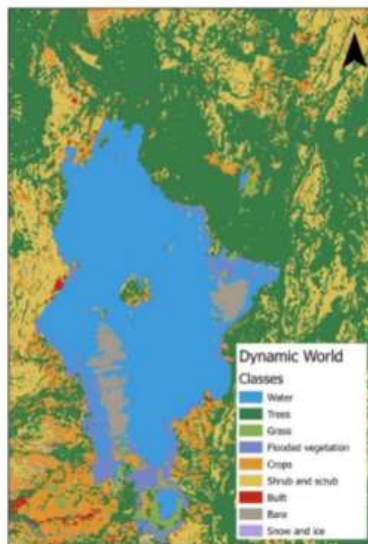 N
Dynamic World
Classes
Water
Trees
Grass
Flooded vegetation
Crops
Shrub and scrub
Built
Bare
Snow and ice